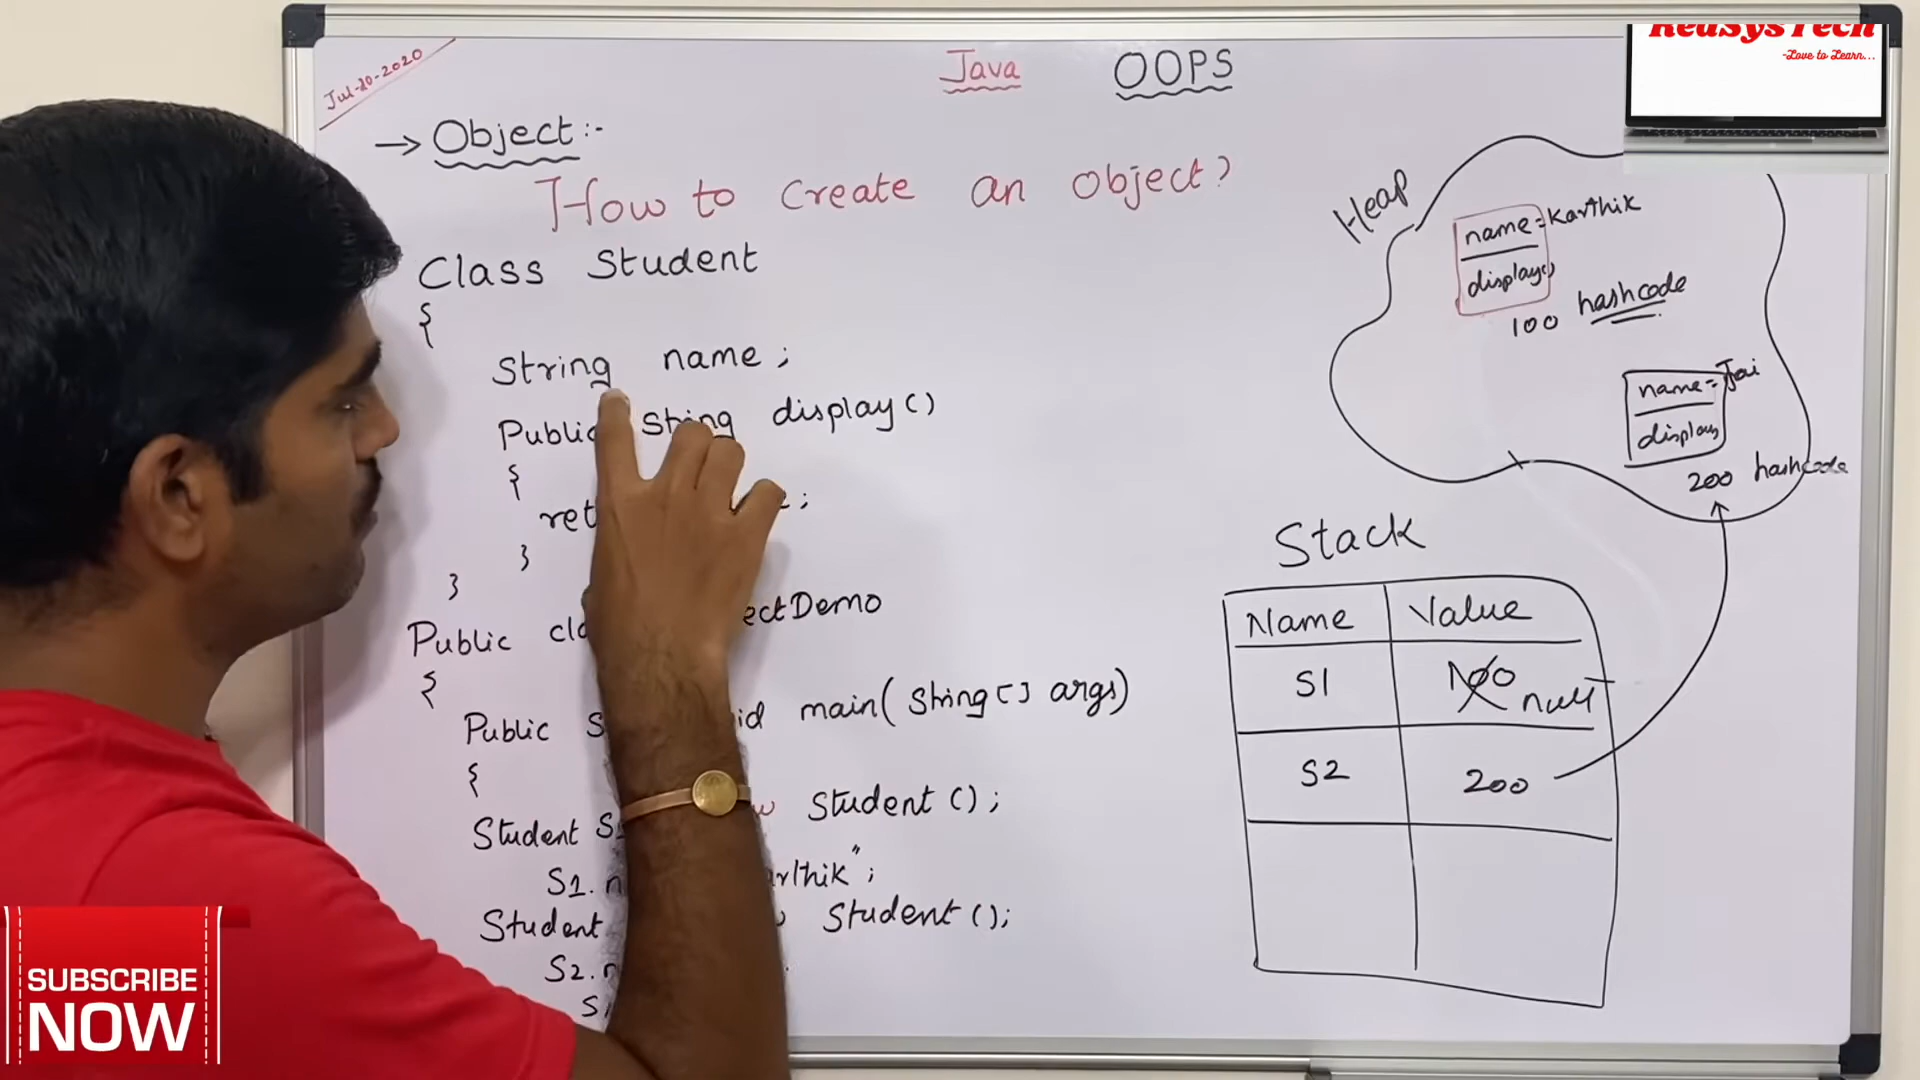 Jul-20-2020
Java OOPS
RedSysTech
-Love to Learn...
→ Object:-
How to create an object?
Class Student
{
String name;
Public String display()
{
ret ;
}
}
Public cla ectDemo
{
Public S id main(String[] args)
{
Student S w Student();
S1.n rthik";
Student Student();
S2.n
S
Heap
name=Karthik
display()
100 hashcode
name=Jai
display
200 hashcode
Stack
Name Value
S1 100 null
S2 200
SUBSCRIBE
NOW